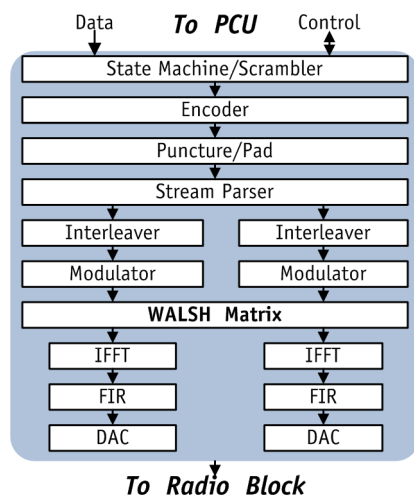 Data To PCU Control
State Machine/Scrambler
Encoder
Puncture/Pad
Stream Parser
Interleaver Interleaver
Modulator Modulator
WALSH Matrix
IFFT IFFT
FIR FIR
DAC DAC
To Radio Block